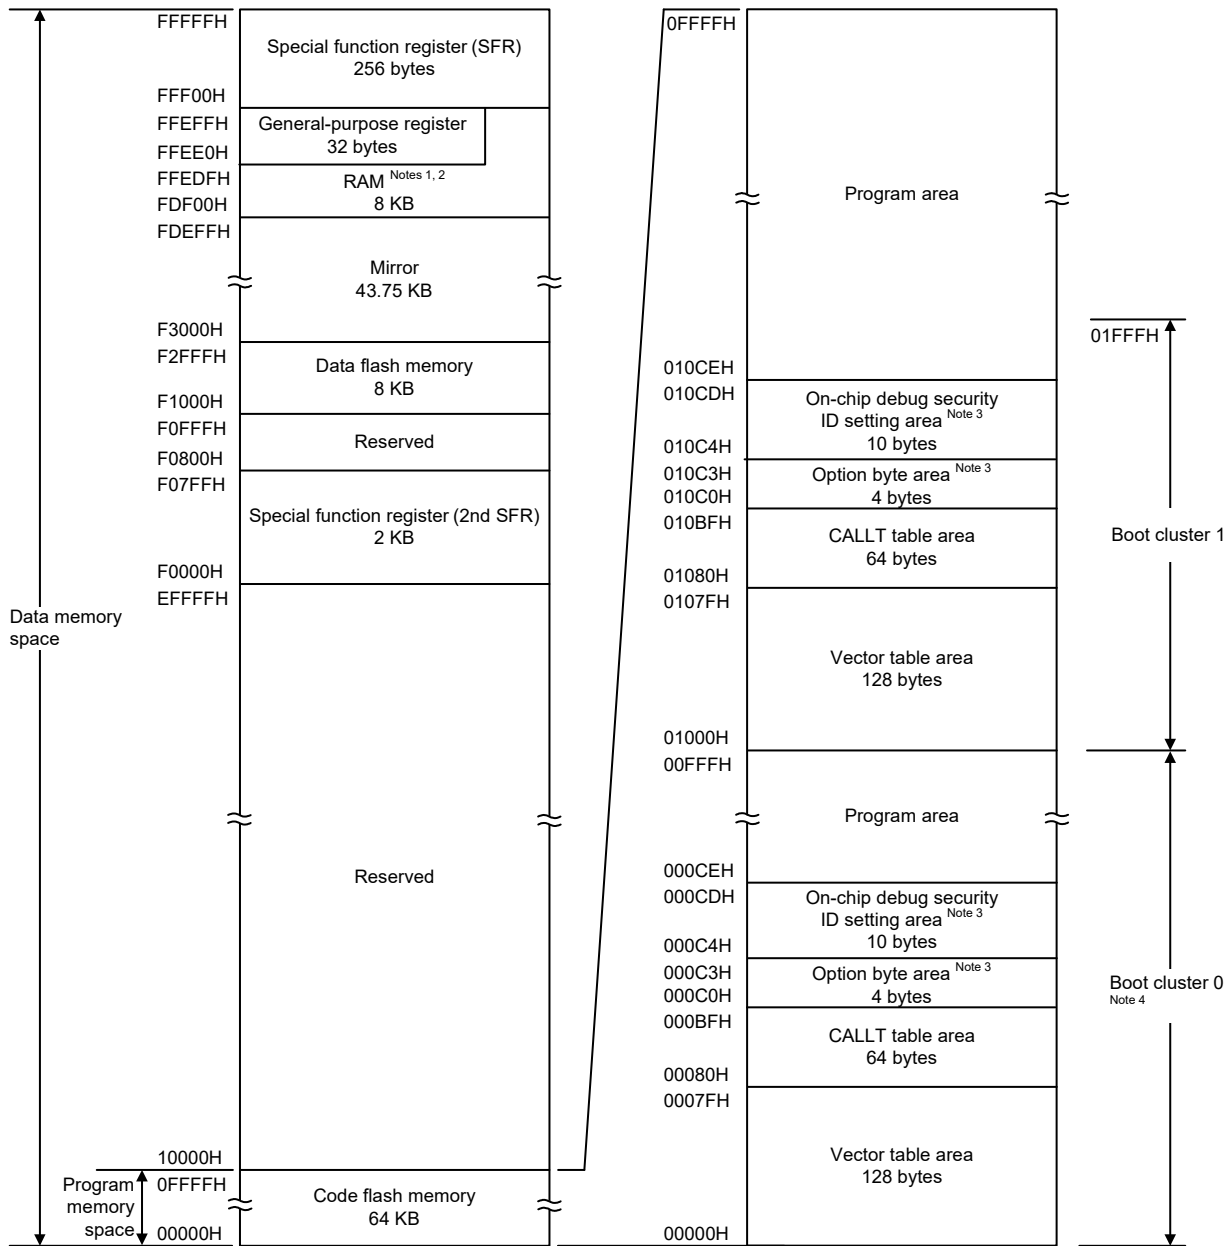 FFFFFH
Special function register (SFR)
256 bytes
FFF00H
FFEFFH
General-purpose register
32 bytes
FFEE0H
FFEDFH
RAM Notes 1, 2
8 KB
FDF00H
FDEFFH
Mirror
43.75 KB
F3000H
F2FFFH
Data flash memory
8 KB
F1000H
F0FFFH
Reserved
F0800H
F07FFH
Special function register (2nd SFR)
2 KB
F0000H
EFFFFH
Data memory
space
Reserved
10000H
0FFFFH
Program
memory
space
Code flash memory
64 KB
00000H
0FFFFH
Program area
01FFFH
010CEH
010CDH
On-chip debug security
ID setting area Note 3
10 bytes
010C4H
010C3H
Option byte area Note 3
4 bytes
010C0H
010BFH
CALLT table area
64 bytes
Boot cluster 1
01080H
0107FH
Vector table area
128 bytes
01000H
00FFFH
Program area
000CEH
000CDH
On-chip debug security
ID setting area Note 3
10 bytes
000C4H
000C3H
Option byte area Note 3
4 bytes
000C0H
Boot cluster 0
Note 4
000BFH
CALLT table area
64 bytes
00080H
0007FH
Vector table area
128 bytes
00000H